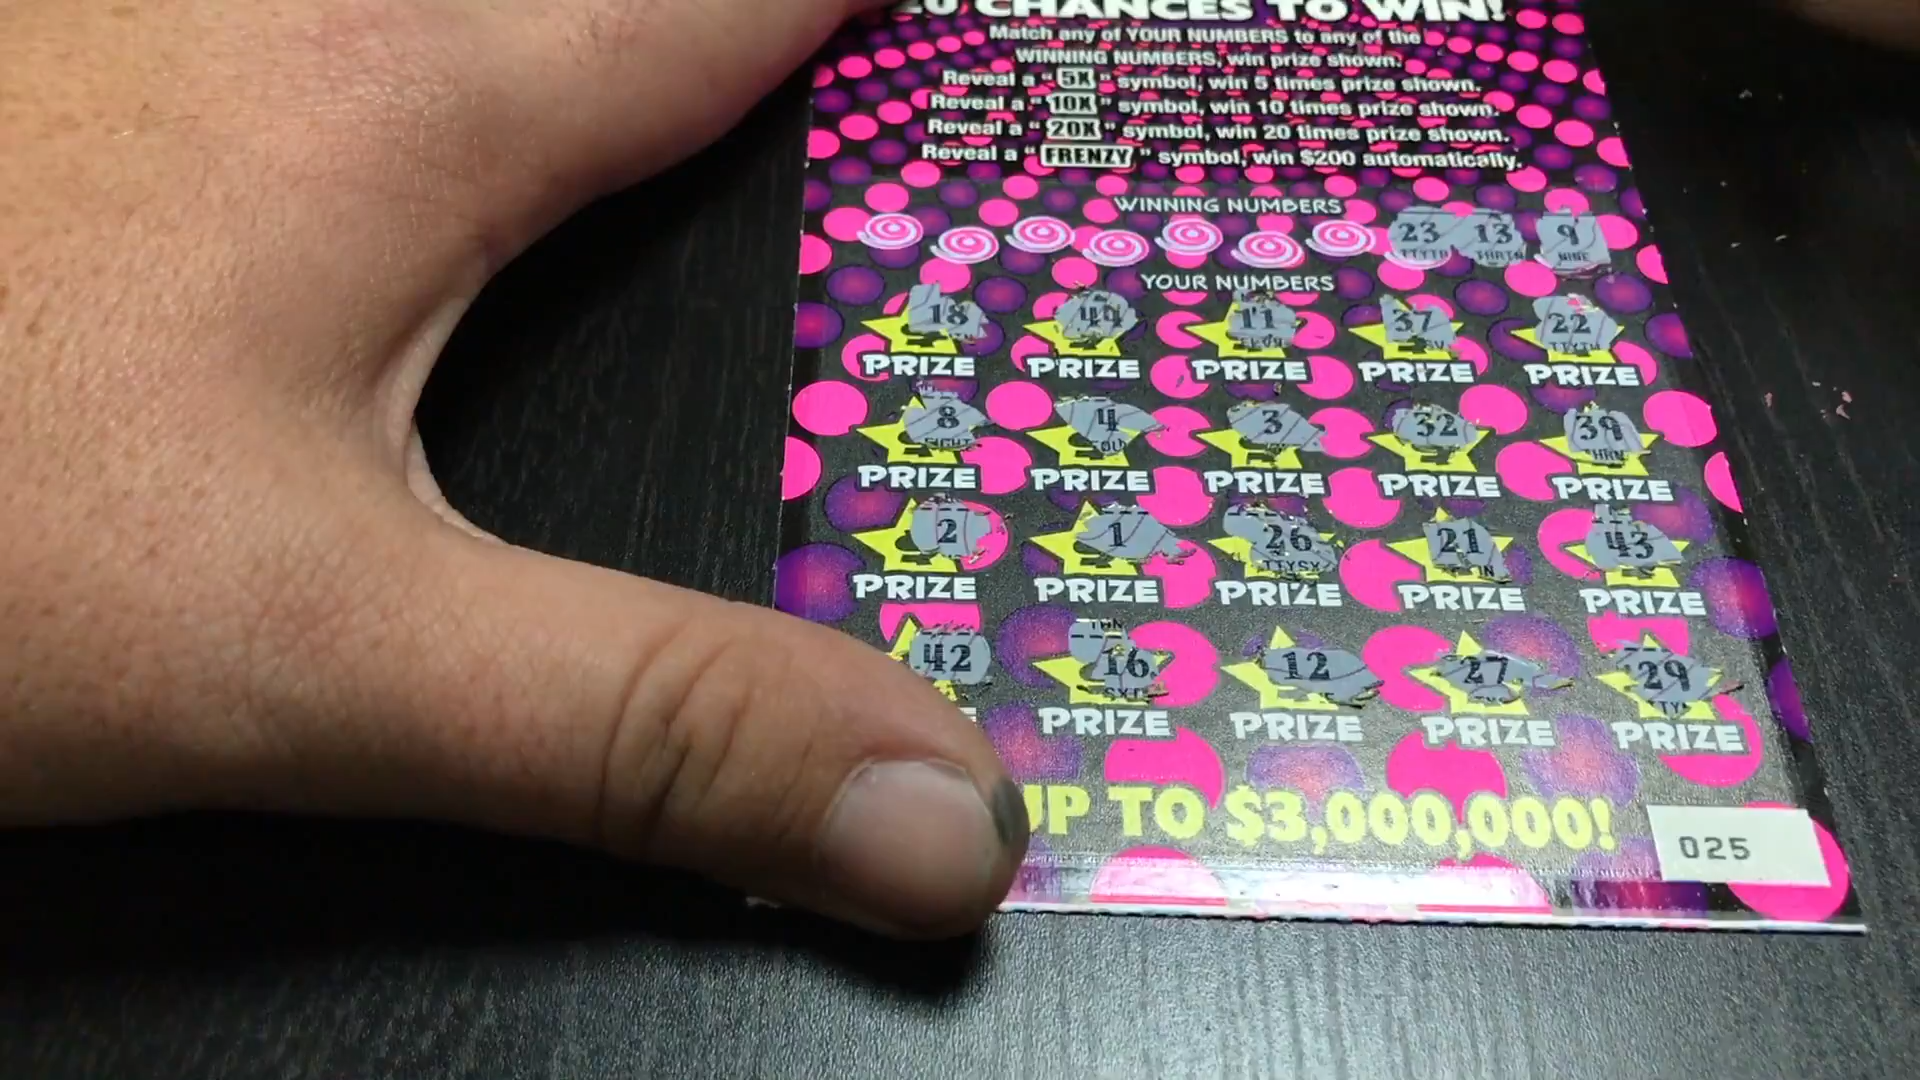 20 CHANCES TO WIN!
Match any of YOUR NUMBERS to any of the
WINNING NUMBERS, win prize shown.
Reveal a "5X" symbol, win 5 times prize shown.
Reveal a "10X" symbol, win 10 times prize shown.
Reveal a "20X" symbol, win 20 times prize shown.
Reveal a "FRENZY" symbol, win $200 automatically.
WINNING NUMBERS
23 13 9
THRTN NINE
YOUR NUMBERS
18 44 11 37 22
PRIZE PRIZE PRIZE PRIZE PRIZE
8 4 3 32 39
EIGHT
PRIZE PRIZE PRIZE PRIZE PRIZE
2 1 26 21 43
TTYSX
PRIZE PRIZE PRIZE PRIZE PRIZE
42 16 12 27 29
PRIZE PRIZE PRIZE PRIZE
UP TO $3,000,000!
025